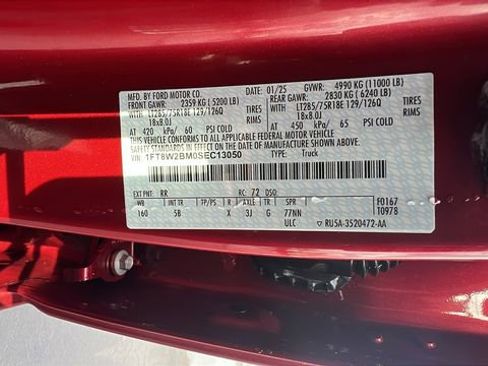 MFD. BY FORD MOTOR CO. 01/25 GVWR: 4990 KG (11000 LB)
FRONT GAWR: 2359 KG (5200 LB) REAR GAWR: 2830 KG (6240 LB)
WITH LT285/75R18E 129/126Q TIRES WITH LT285/75R18E 129/126Q TIRES
18x8.0J RIMS 18x8.0J RIMS
AT 420 kPa/ 60 PSI COLD AT 450 kPa/ 65 PSI COLD
THIS VEHICLE CONFORMS TO ALL APPLICABLE FEDERAL MOTOR VEHICLE
SAFETY AND BUMPER STANDARDS IN EFFECT ON THE DATE OF MANUFACTURE SHOWN ABOVE.
VIN: 1FT8W2BM0SEC13050 TYPE: Truck
EXT PNT: RR RC: 72 DSO: F0167
WB INT TR TP/PS R AXLE TR SPR T0978
160 5B X 3J G 77NN
ULC RU5A-3520472-AA